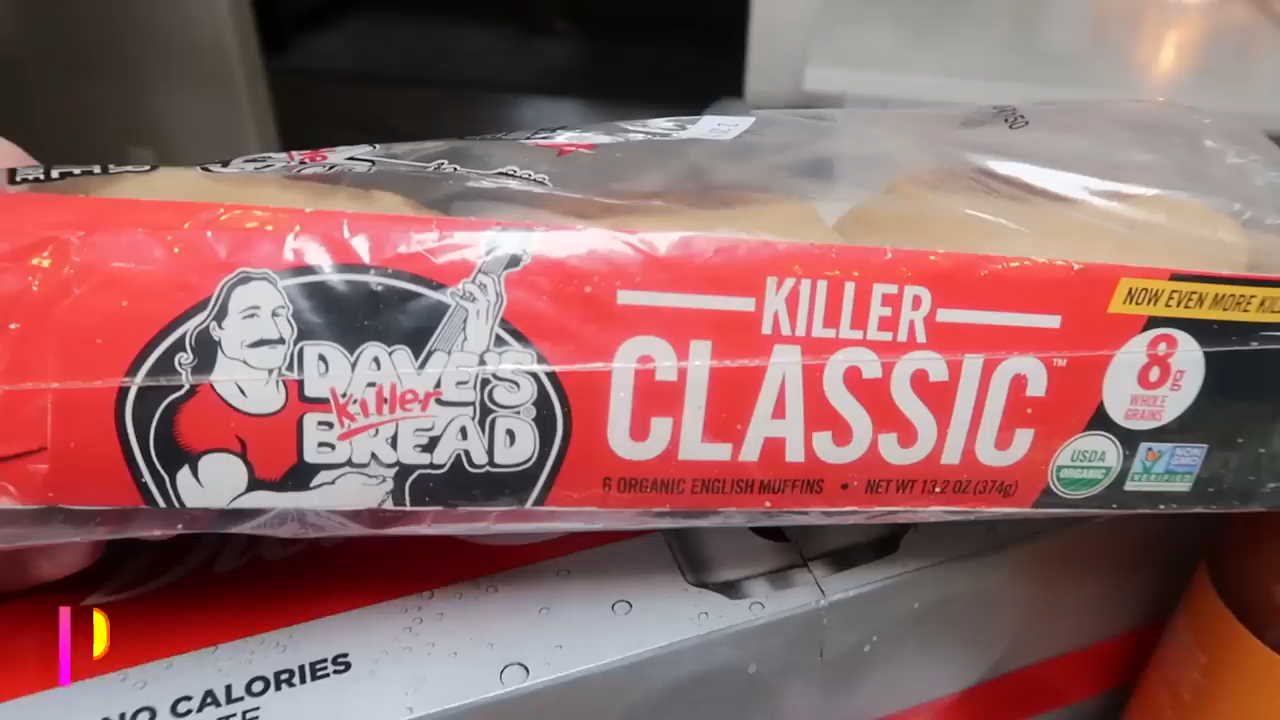 DAVE'S
Killer
BREAD
KILLER
CLASSIC™
6 ORGANIC ENGLISH MUFFINS • NET WT 13.2 OZ (374g)
NOW EVEN MORE
8g
WHOLE
GRAINS
USDA
ORGANIC
NON
GMO
VERIFIED
NO CALORIES